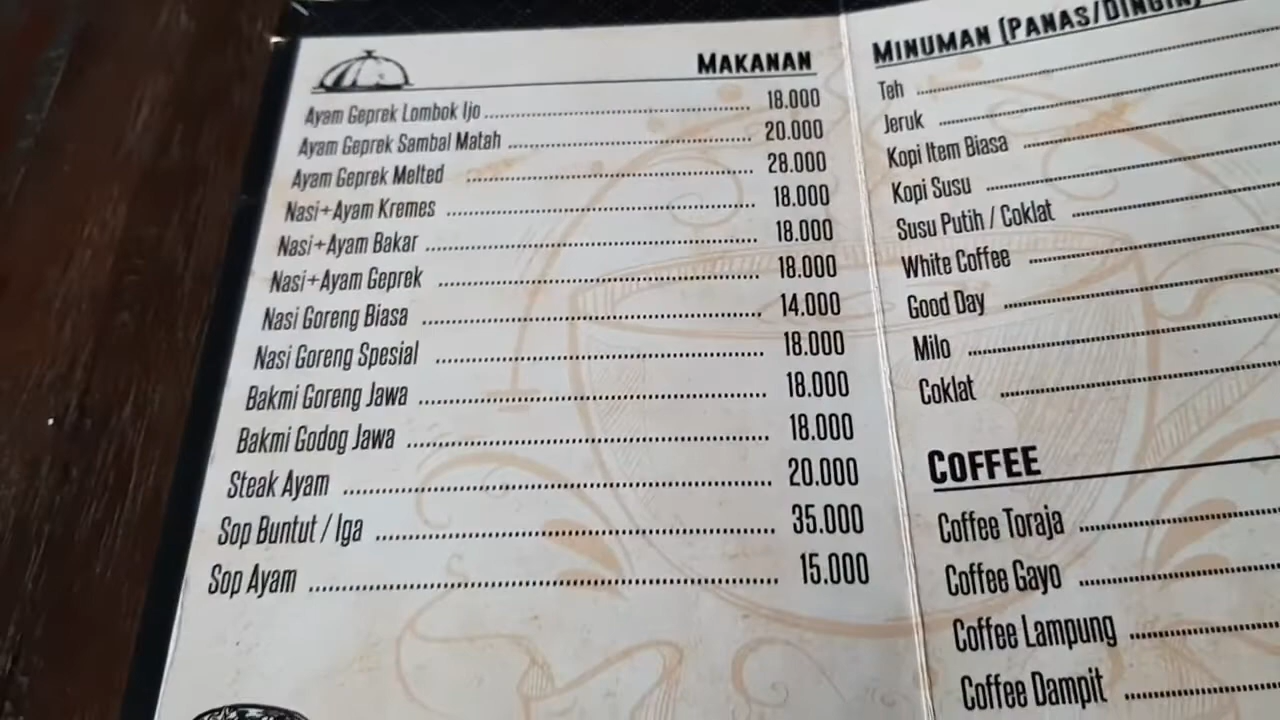 MAKANAN
Ayam Geprek Lombok Ijo 18.000
Ayam Geprek Sambal Matah 20.000
Ayam Geprek Melted 28.000
Nasi+Ayam Kremes 18.000
Nasi+Ayam Bakar 18.000
Nasi+Ayam Geprek 18.000
Nasi Goreng Biasa 14.000
Nasi Goreng Spesial 18.000
Bakmi Goreng Jawa 18.000
Bakmi Godog Jawa 18.000
Steak Ayam 20.000
Sop Buntut / Iga 35.000
Sop Ayam 15.000
MINUMAN (PANAS/DINGIN)
Teh
Jeruk
Kopi Item Biasa
Kopi Susu
Susu Putih / Coklat
White Coffee
Good Day
Milo
Coklat
COFFEE
Coffee Toraja
Coffee Gayo
Coffee Lampung
Coffee Dampit